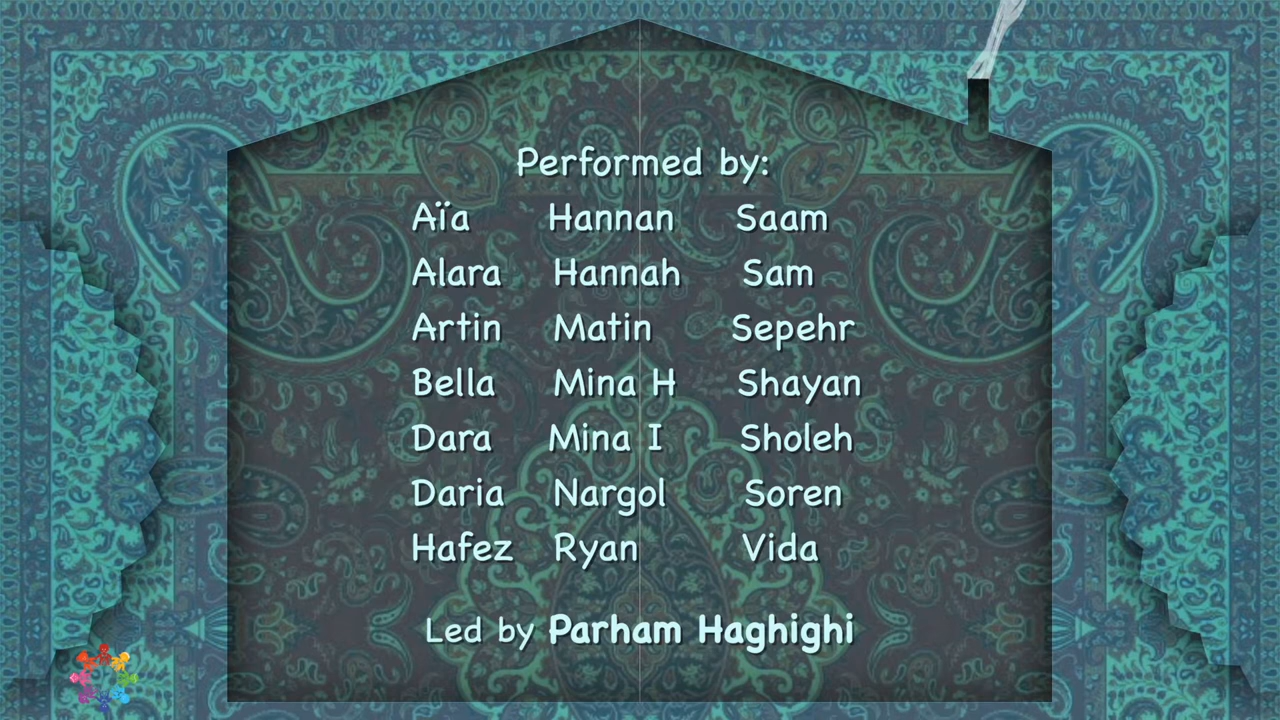 Performed by:
Aïa Hannan Saam
Alara Hannah Sam
Artin Matin Sepehr
Bella Mina H Shayan
Dara Mina I Sholeh
Daria Nargol Soren
Hafez Ryan Vida
Led by Parham Haghighi